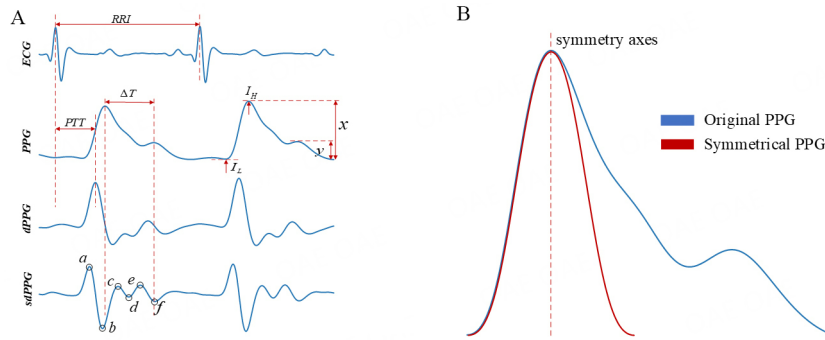 A
RRI
ECG
ΔT
PTT
I_H
x
y
I_L
PPG
dPPG
a
b
c
d
e
f
sdPPG
B
symmetry axes
Original PPG
Symmetrical PPG